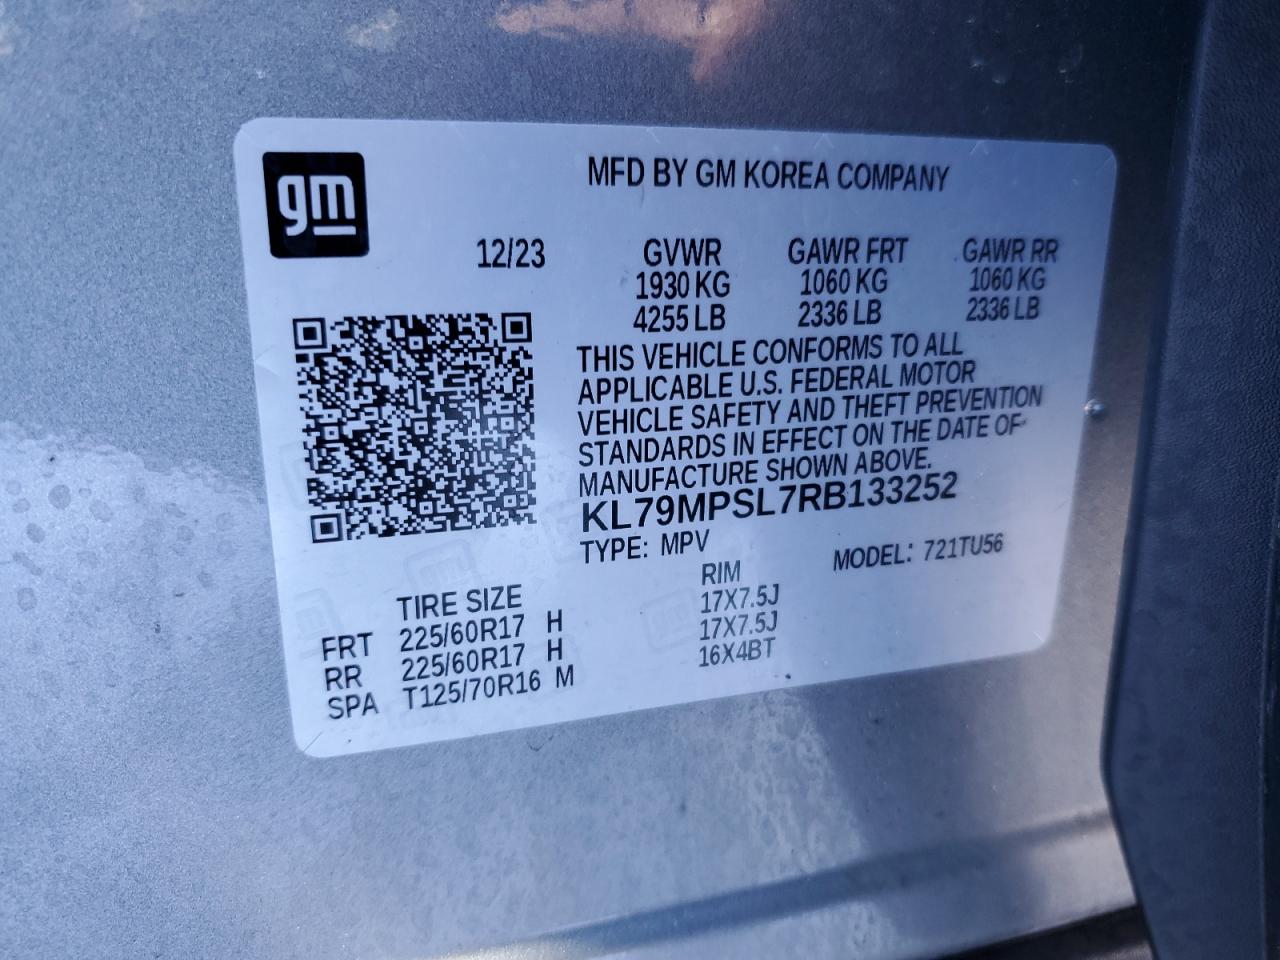 gm
MFD BY GM KOREA COMPANY
12/23 GVWR GAWR FRT GAWR RR
1930 KG 1060 KG 1060 KG
4255 LB 2336 LB 2336 LB
THIS VEHICLE CONFORMS TO ALL
APPLICABLE U.S. FEDERAL MOTOR
VEHICLE SAFETY AND THEFT PREVENTION
STANDARDS IN EFFECT ON THE DATE OF
MANUFACTURE SHOWN ABOVE.
KL79MPSL7RB133252
TYPE: MPV MODEL: 721TU56
TIRE SIZE RIM
FRT 225/60R17 H 17X7.5J
RR 225/60R17 H 17X7.5J
SPA T125/70R16 M 16X4BT